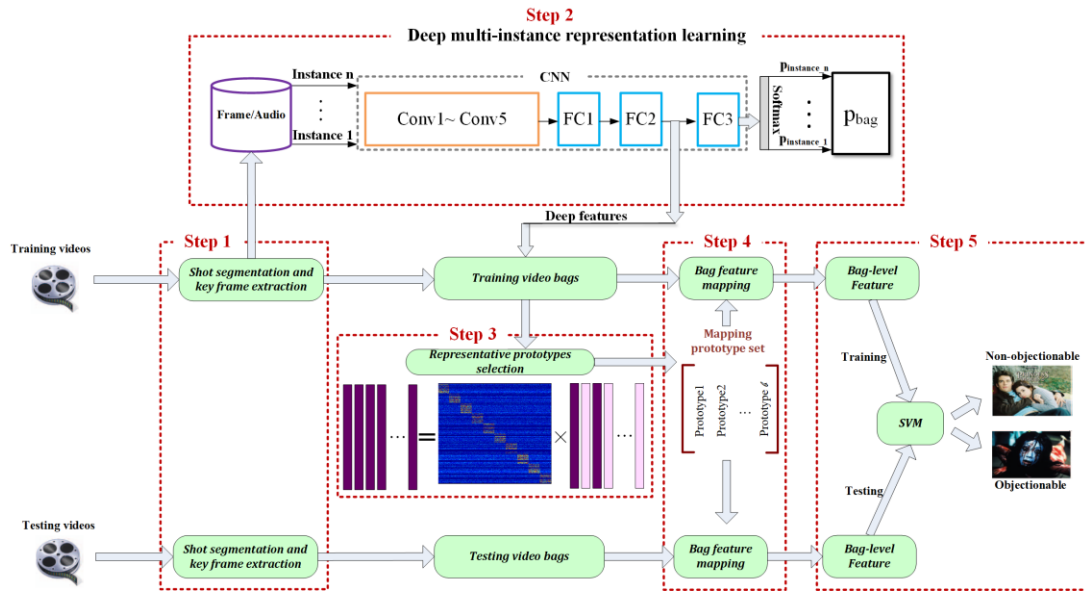 Step 2
Deep multi-instance representation learning
Instance n
CNN
Frame/Audio
Conv1~ Conv5
FC1
FC2
FC3
Softmax
Pinstance_n
Pbag
Instance 1
Pinstance_1
Deep features
Training videos
Step 1
Shot segmentation and
key frame extraction
Training video bags
Step 4
Bag feature
mapping
Step 5
Bag-level
Feature
Step 3
Representative prototypes
selection
Mapping
prototype set
Prototype1
Prototype2
...
Prototype 𝓁
... = × ...
Training
SVM
Testing
Non-objectionable
Objectionable
Testing videos
Shot segmentation and
key frame extraction
Testing video bags
Bag feature
mapping
Bag-level
Feature